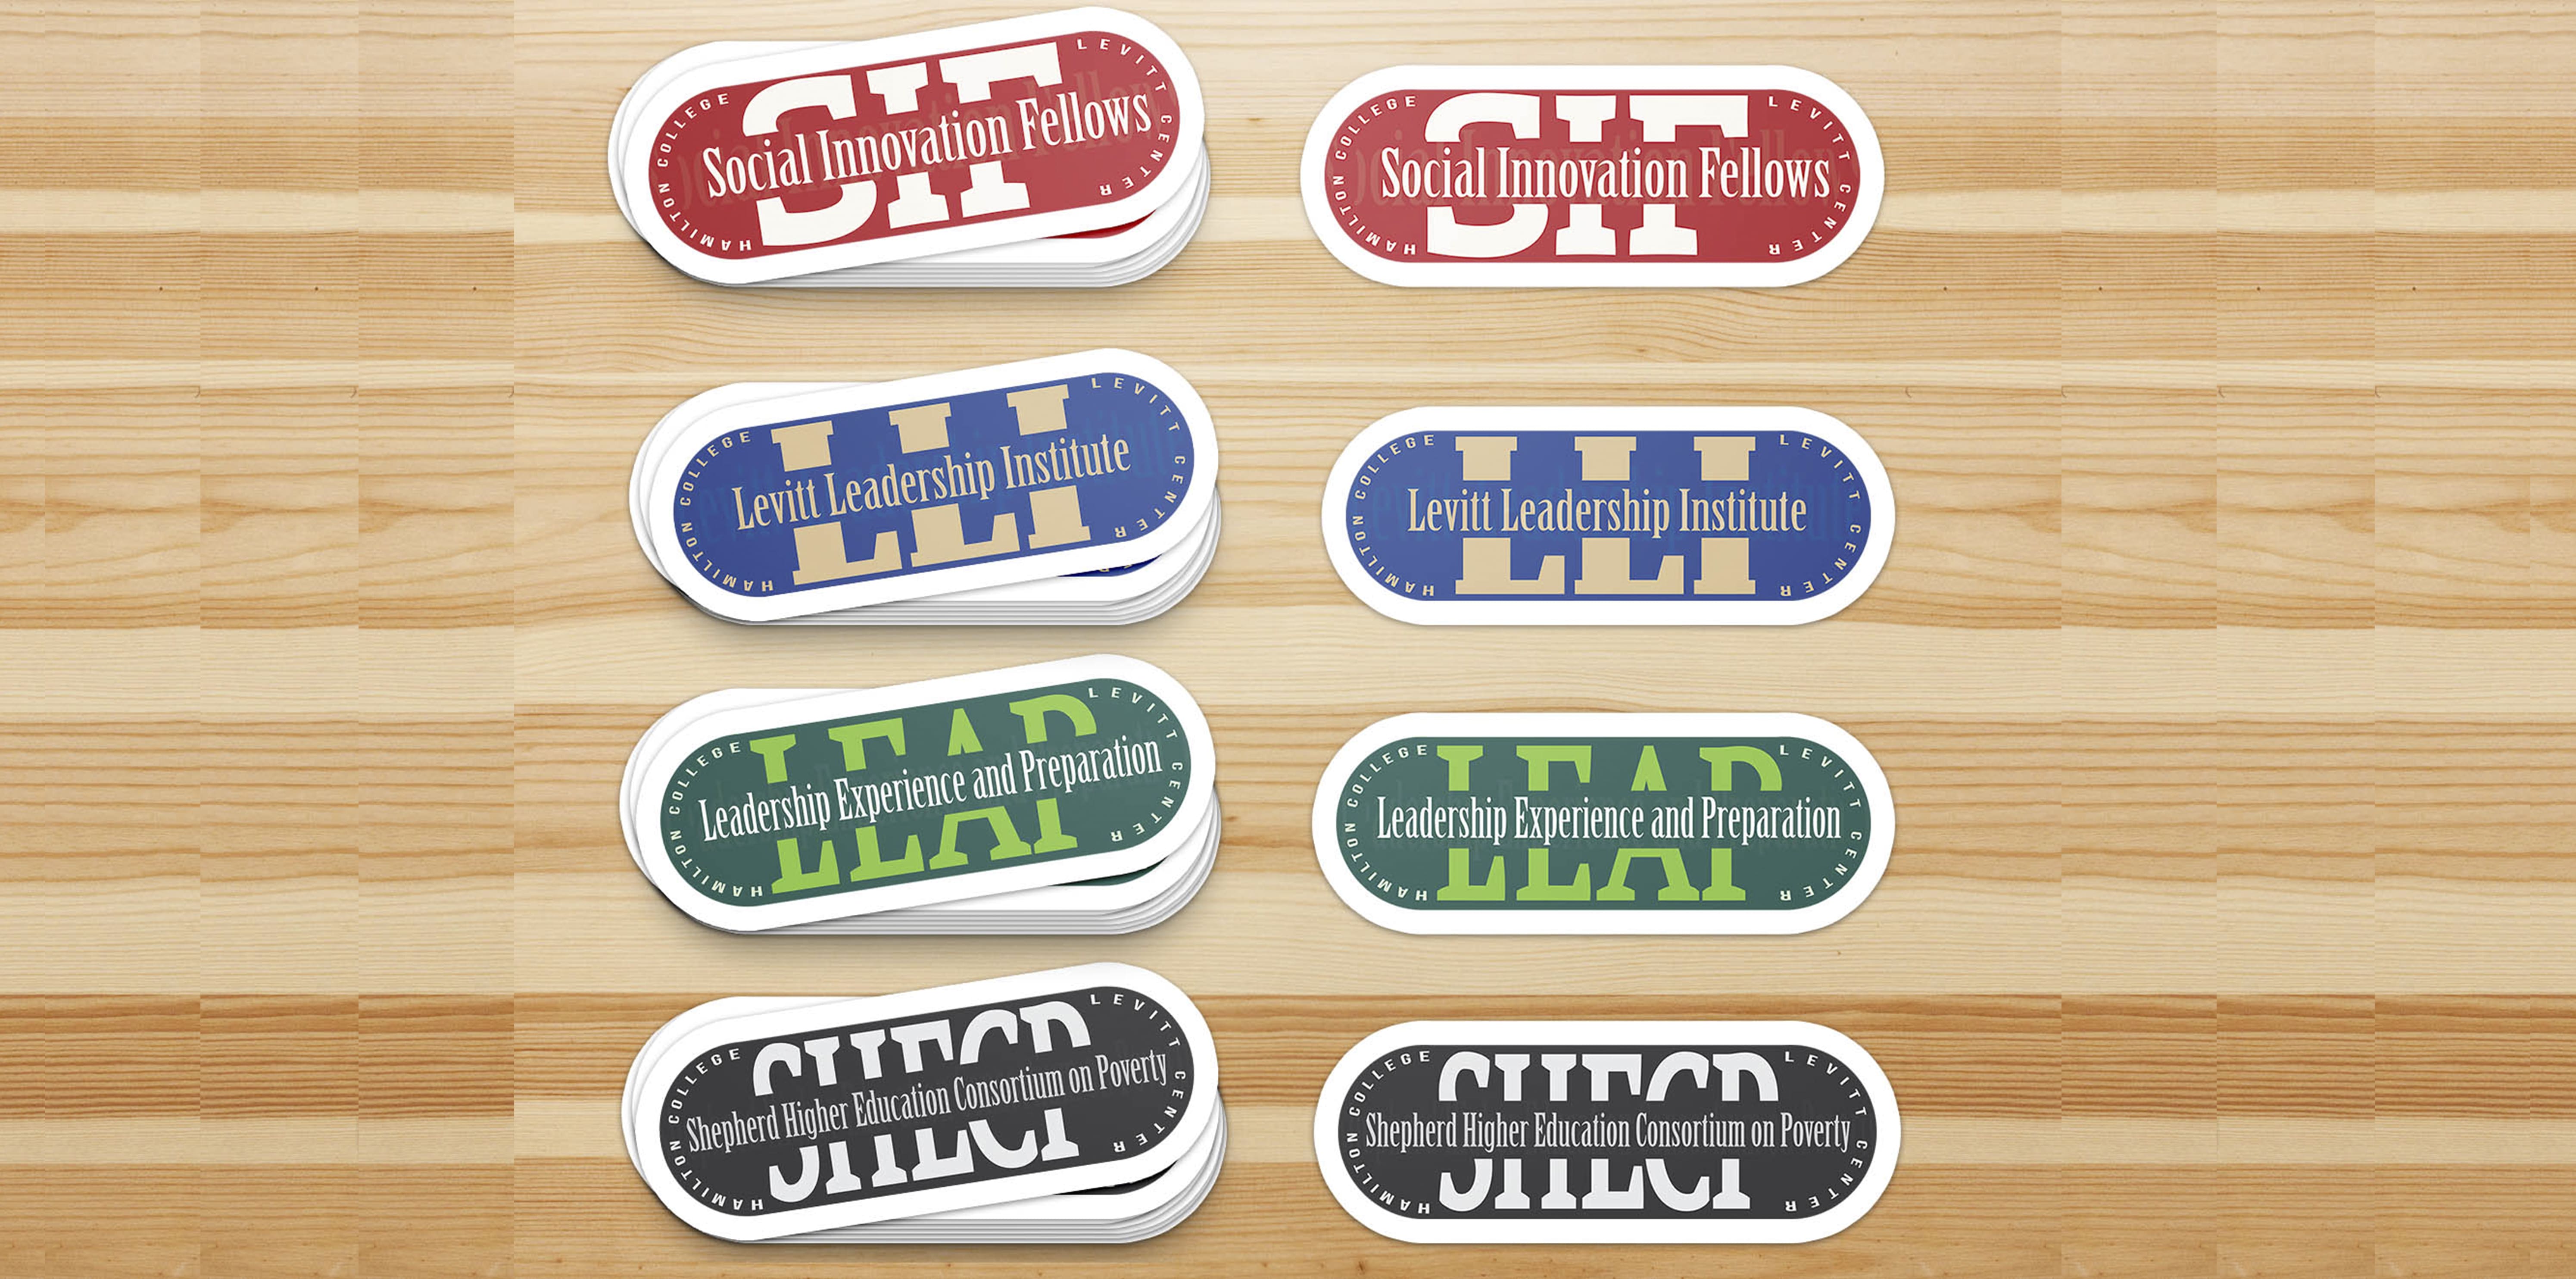 HAMILTON COLLEGE
SIF
Social Innovation Fellows
LEVITT CENTER
HAMILTON COLLEGE
SIF
Social Innovation Fellows
LEVITT CENTER
HAMILTON COLLEGE
LLI
Levitt Leadership Institute
LEVITT CENTER
HAMILTON COLLEGE
LLI
Levitt Leadership Institute
LEVITT CENTER
HAMILTON COLLEGE
LEAP
Leadership Experience and Preparation
LEVITT CENTER
HAMILTON COLLEGE
LEAP
Leadership Experience and Preparation
LEVITT CENTER
HAMILTON COLLEGE
SHECP
Shepherd Higher Education Consortium on Poverty
LEVITT CENTER
HAMILTON COLLEGE
SHECP
Shepherd Higher Education Consortium on Poverty
LEVITT CENTER